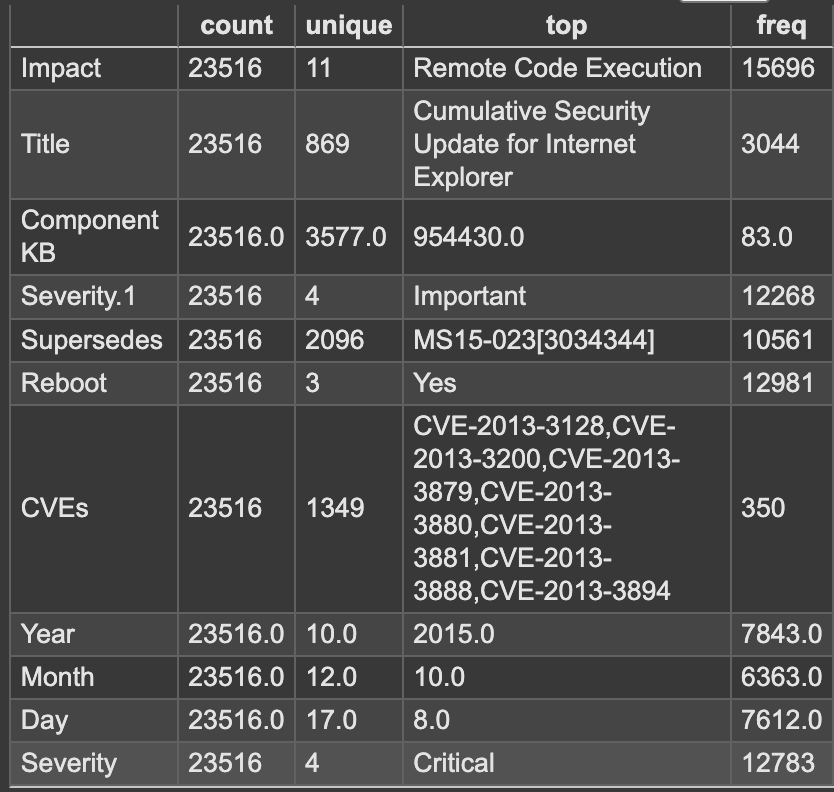 count unique top freq
Impact 23516 11 Remote Code Execution 15696
Cumulative Security
Title 23516 869 Update for Internet 3044
Explorer
Component
KB 23516.0 3577.0 954430.0 83.0
Severity.1 23516 4 Important 12268
Supersedes 23516 2096 MS15-023[3034344] 10561
Reboot 23516 3 Yes 12981
CVE-2013-3128,CVE-
2013-3200,CVE-2013-
3879,CVE-2013-
CVEs 23516 1349 3880,CVE-2013- 350
3881,CVE-2013-
3888,CVE-2013-3894
Year 23516.0 10.0 2015.0 7843.0
Month 23516.0 12.0 10.0 6363.0
Day 23516.0 17.0 8.0 7612.0
Severity 23516 4 Critical 12783